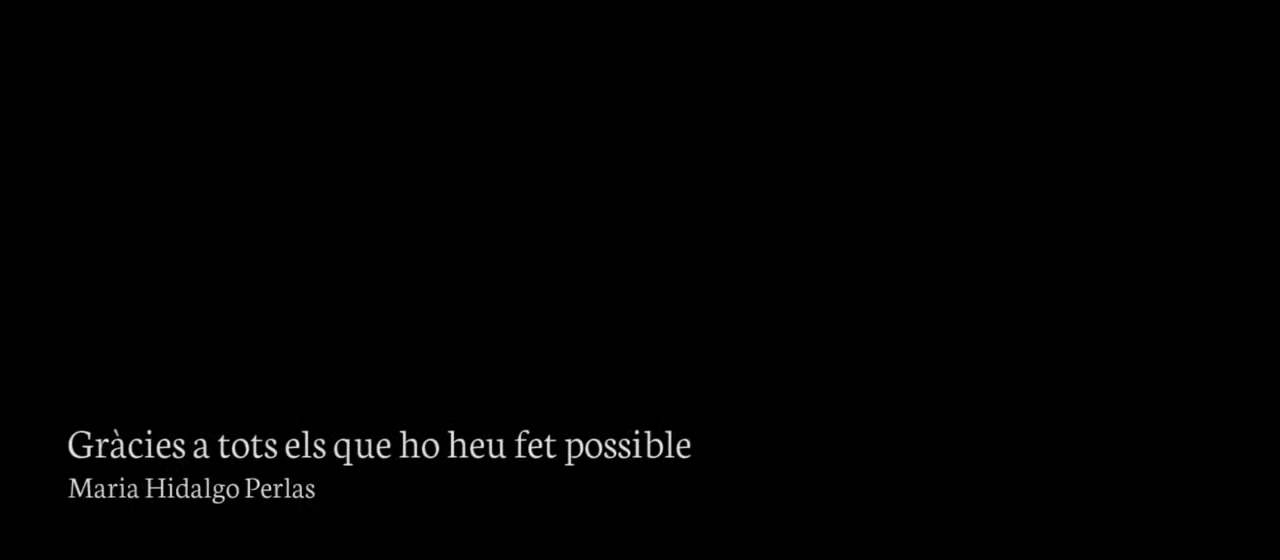 Gràcies a tots els que ho heu fet possible
Maria Hidalgo Perlas